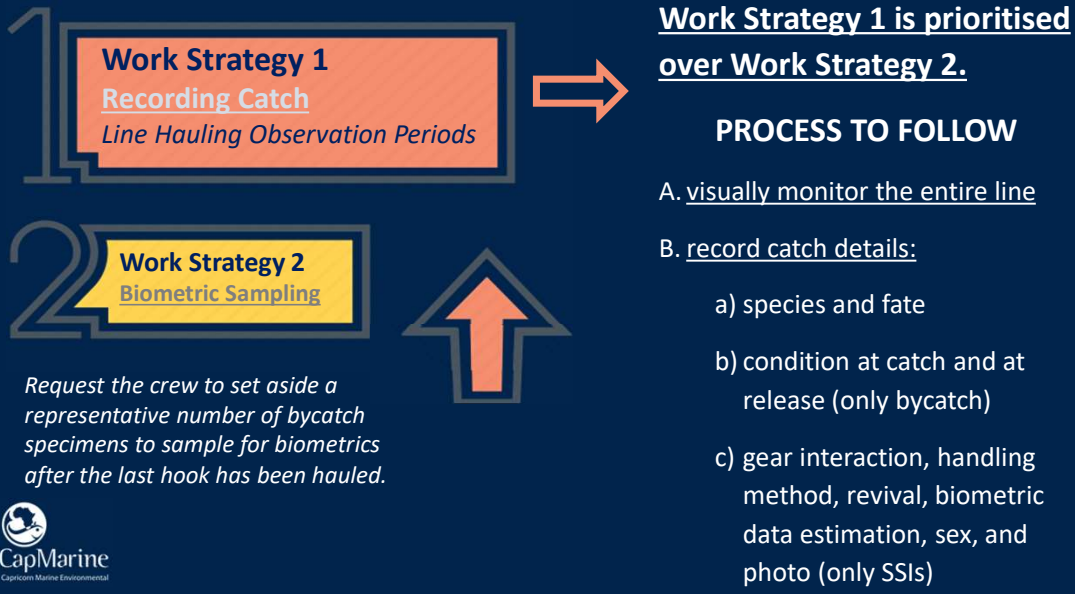 1
Work Strategy 1
Recording Catch
Line Hauling Observation Periods
2
Work Strategy 2
Biometric Sampling
Request the crew to set aside a
representative number of bycatch
specimens to sample for biometrics
after the last hook has been hauled.
CapMarine
Capricorn Marine Environmental
Work Strategy 1 is prioritised
over Work Strategy 2.
PROCESS TO FOLLOW
A. visually monitor the entire line
B. record catch details:
a) species and fate
b) condition at catch and at
release (only bycatch)
c) gear interaction, handling
method, revival, biometric
data estimation, sex, and
photo (only SSIs)